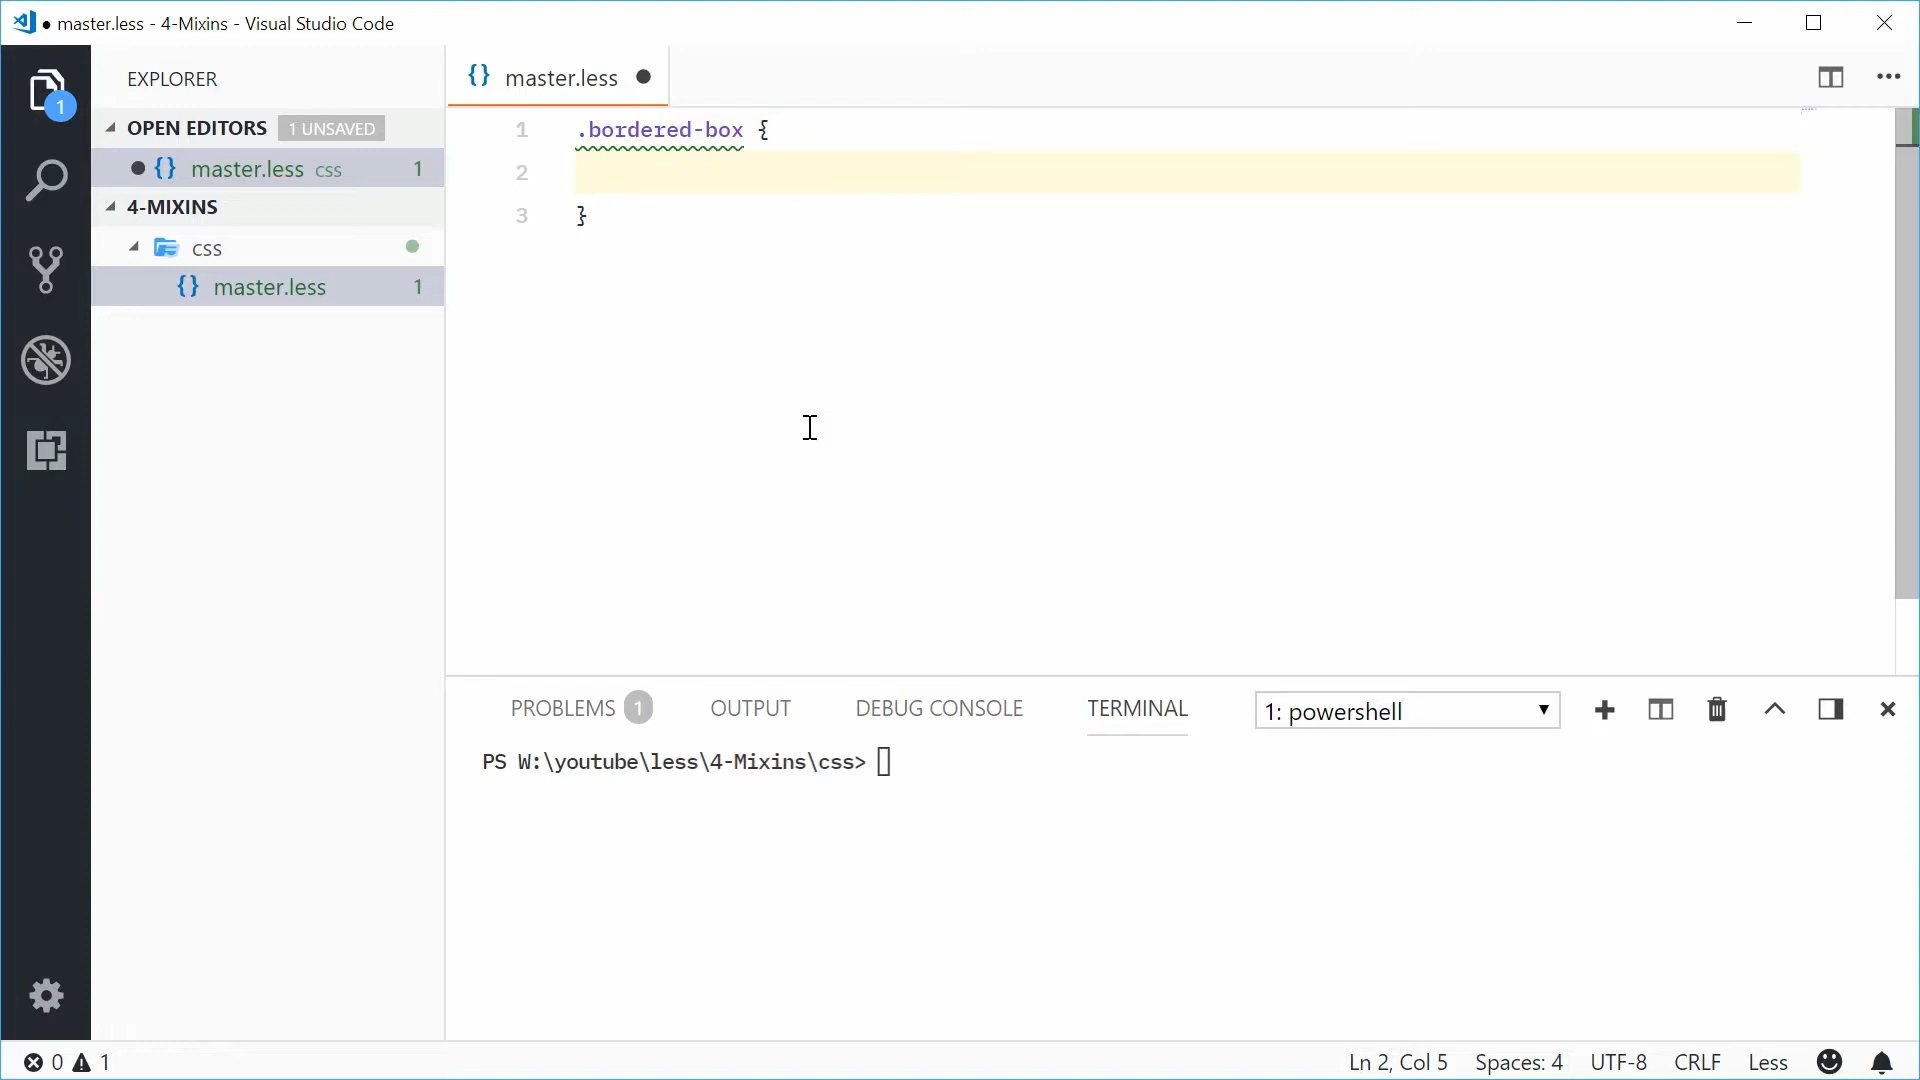 ● master.less - 4-Mixins - Visual Studio Code
EXPLORER
OPEN EDITORS 1 UNSAVED
master.less css 1
4-MIXINS
css
master.less 1
1
master.less ●
1 .bordered-box {
2
3 }
PROBLEMS 1 OUTPUT DEBUG CONSOLE TERMINAL 1: powershell
PS W:\youtube\less\4-Mixins\css>
0 1 Ln 2, Col 5 Spaces: 4 UTF-8 CRLF Less